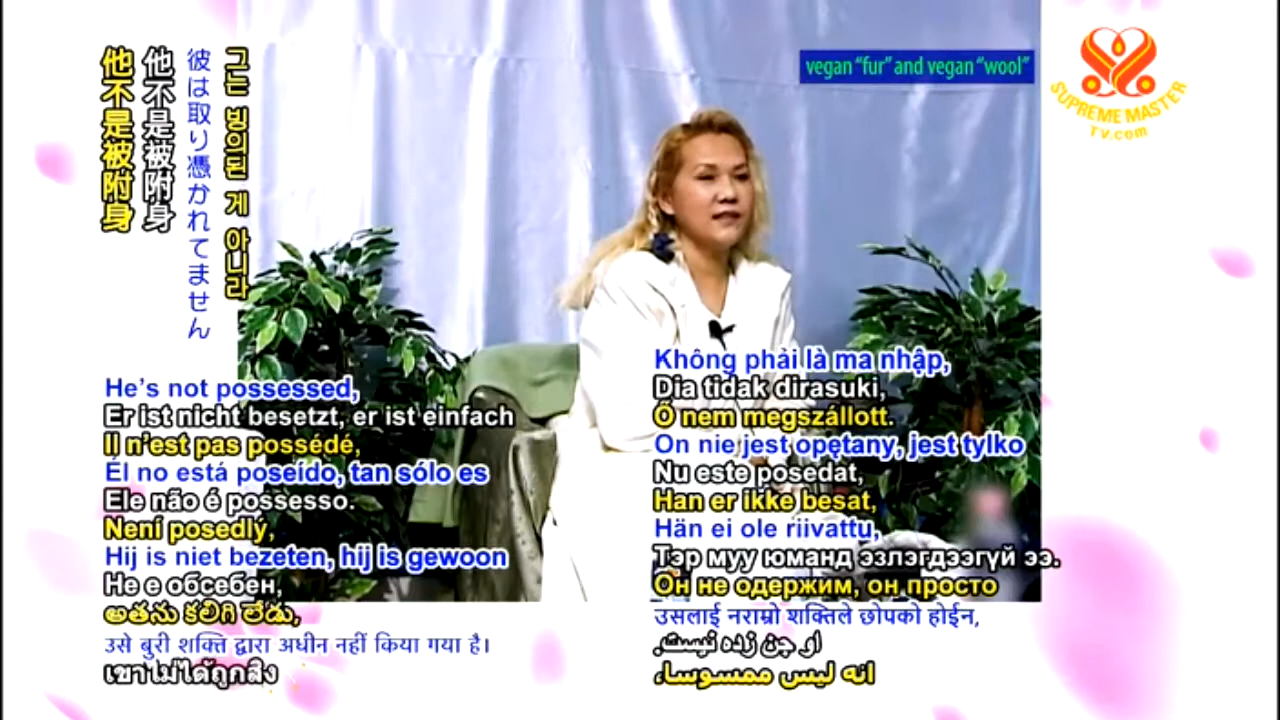 vegan “fur” and vegan “wool”
SUPREME MASTER
TV.com
그는 빙의된 게 아니라
彼は取り憑かれてません
他不是被附身
他不是被附身
He's not possessed,
Er ist nicht besetzt, er ist einfach
Il n'est pas possédé,
Él no está poseído, tan sólo es
Ele não é possesso.
Není posedlý,
Hij is niet bezeten, hij is gewoon
Не е обсебен,
అతను కలిగి లేడు,
उसे बुरी शक्ति द्वारा अधीन नहीं किया गया है।
เขาไม่ได้ถูกสิง
Không phải là ma nhập,
Dia tidak dirasuki,
Ő nem megszállott.
On nie jest opętany, jest tylko
Nu este posedat,
Han er ikke besat,
Hän ei ole riivattu,
Тэр муу юманд эзлэгдээгүй ээ.
Он не одержим, он просто
उसलाई नराम्रो शक्तिले छोपको होईन,
او جن زده نیست.
انه ليس ممسوسا،